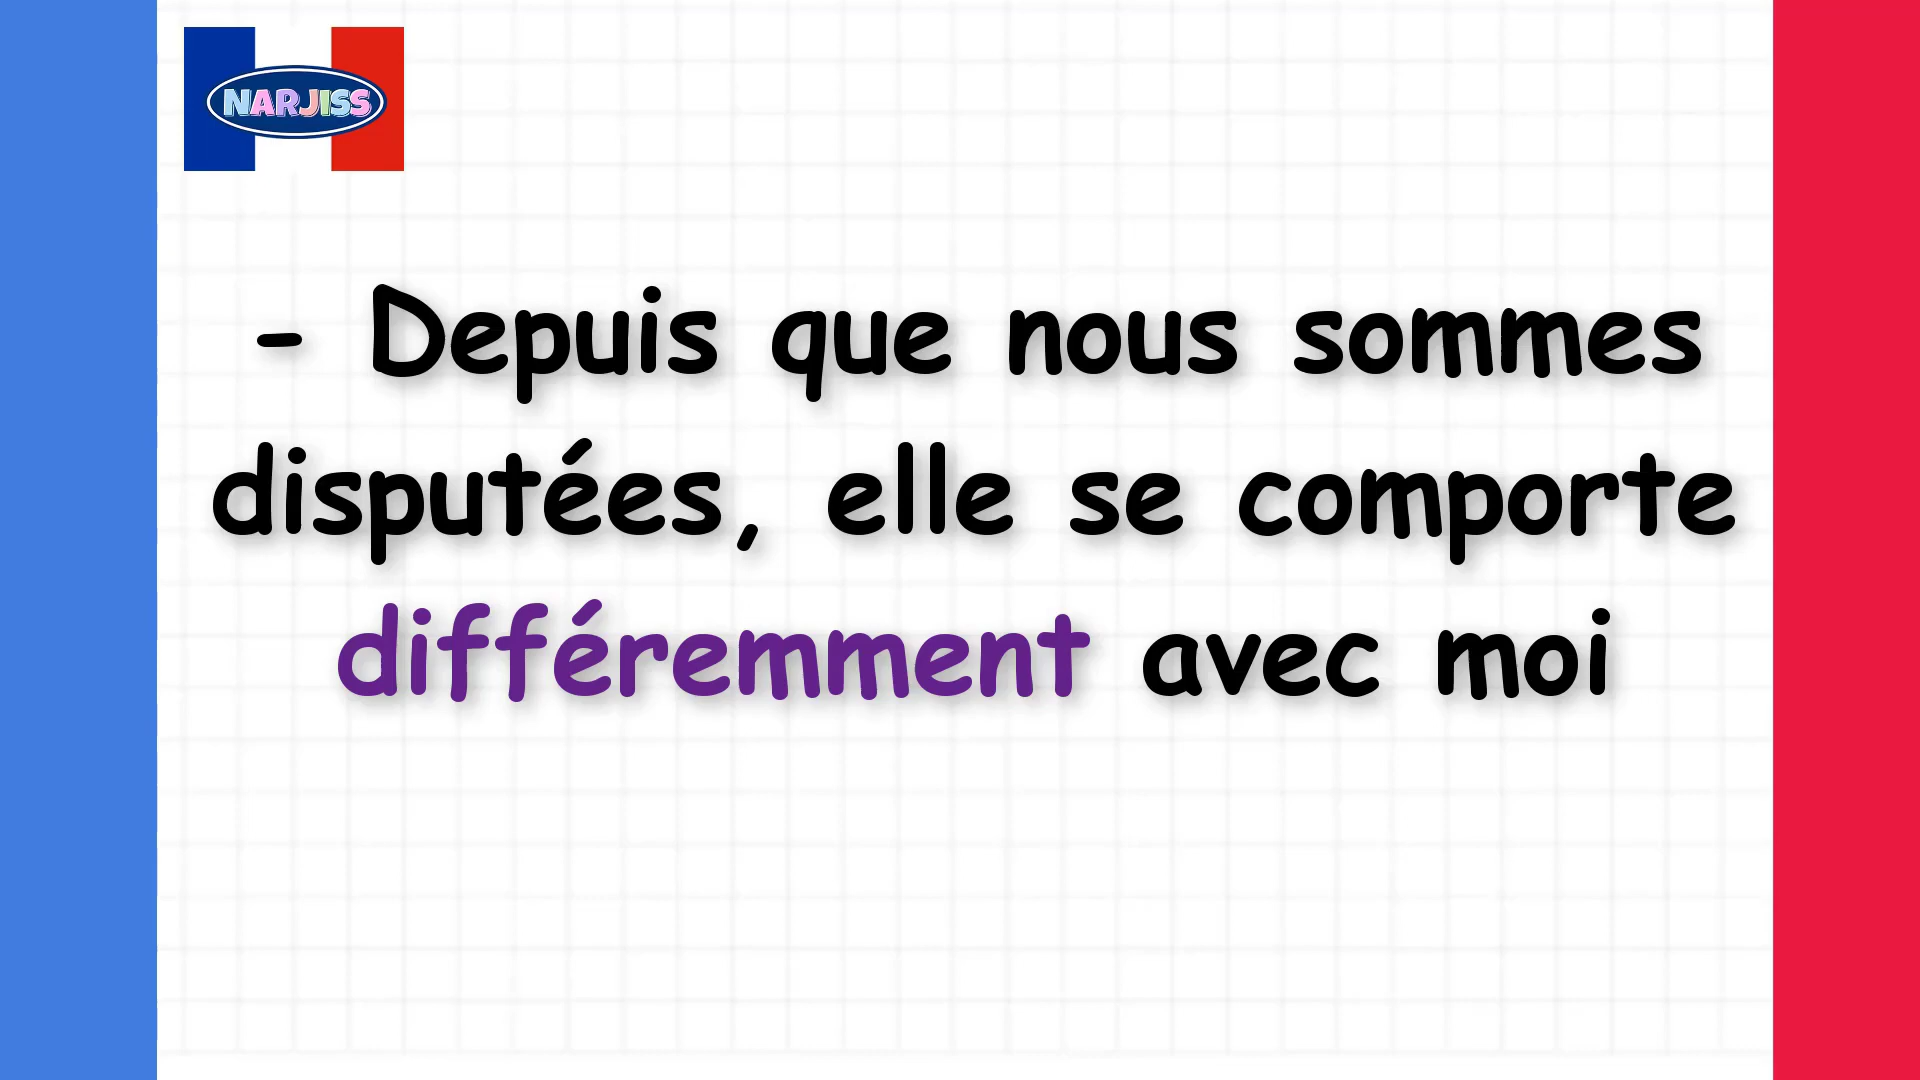 NARJISS
- Depuis que nous sommes
disputées, elle se comporte
différemment avec moi